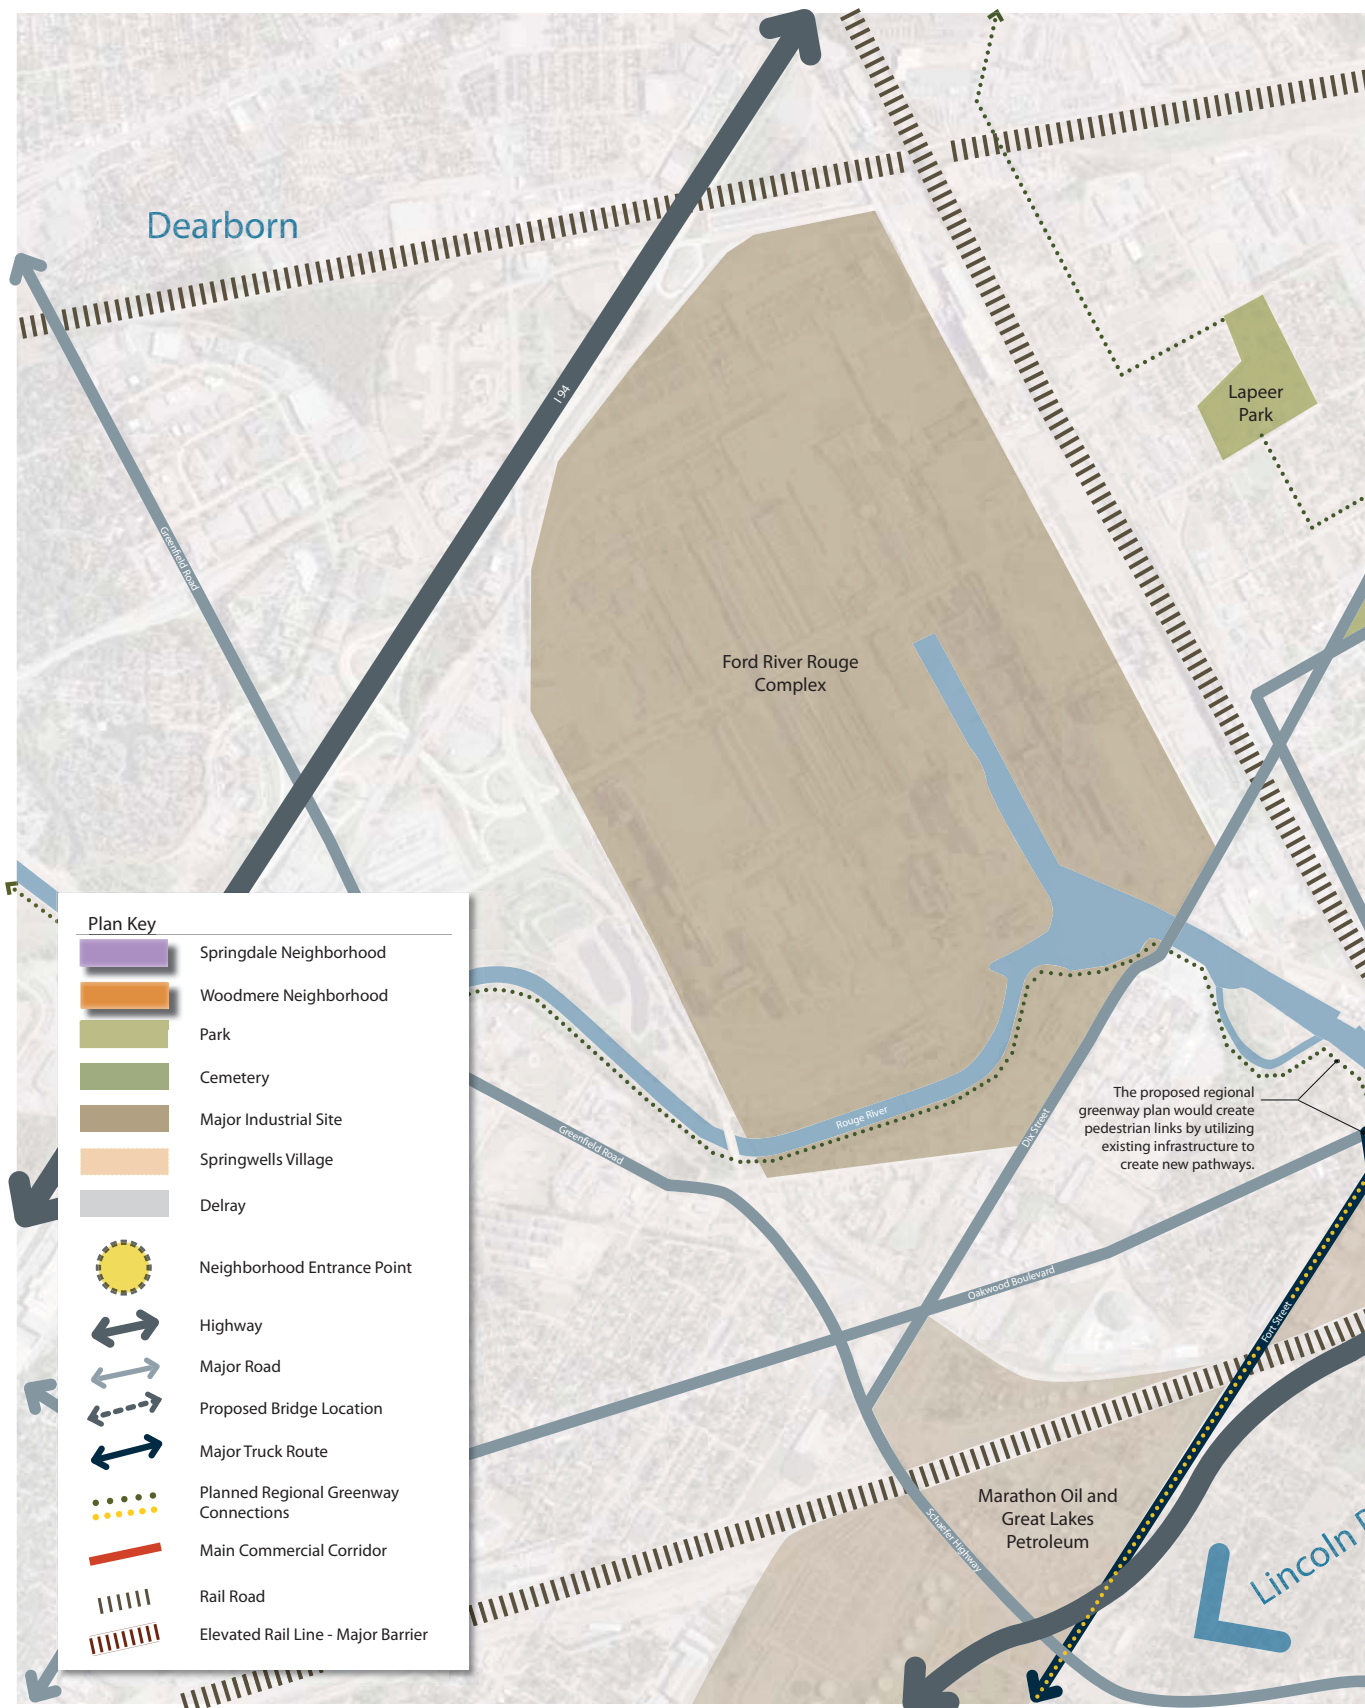 Dearborn
I 94
Greenfield Road
Lapeer
Park
Ford River Rouge
Complex
Rouge River
Dix Street
Greenfield Road
The proposed regional
greenway plan would create
pedestrian links by utilizing
existing infrastructure to
create new pathways.
Oakwood Boulevard
Fort Street
Marathon Oil and
Great Lakes
Petroleum
Schaefer Highway
Lincoln
Plan Key
Springdale Neighborhood
Woodmere Neighborhood
Park
Cemetery
Major Industrial Site
Springwells Village
Delray
Neighborhood Entrance Point
Highway
Major Road
Proposed Bridge Location
Major Truck Route
Planned Regional Greenway
Connections
Main Commercial Corridor
Rail Road
Elevated Rail Line - Major Barrier